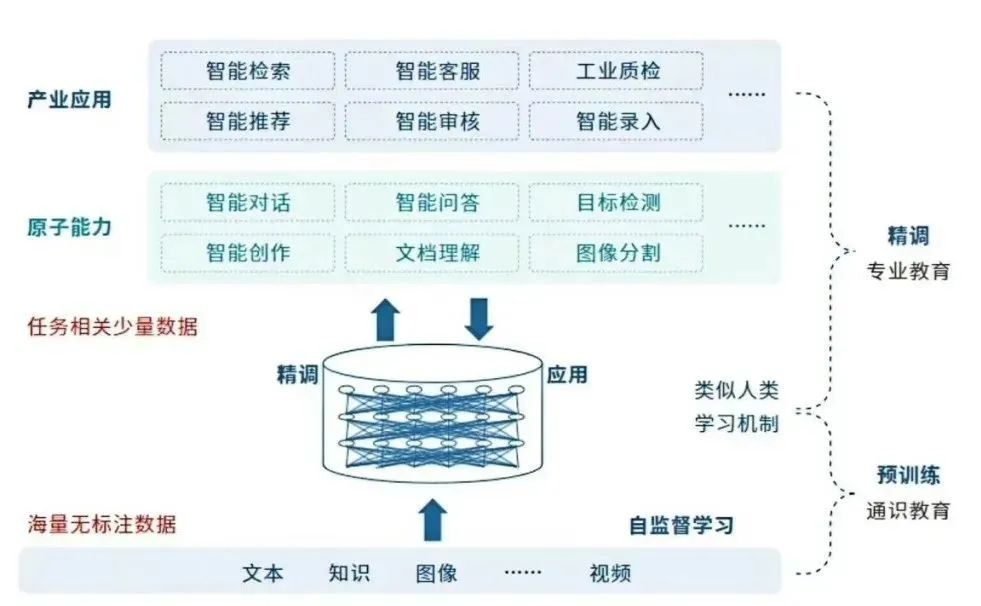 智能检索 智能客服 工业质检
产业应用 ……
智能推荐 智能审核 智能录入
智能对话 智能问答 目标检测
原子能力 ……
智能创作 文档理解 图像分割
精调
专业教育
任务相关少量数据
精调 应用
类似人类
学习机制
预训练
通识教育
海量无标注数据 自监督学习
文本 知识 图像 …… 视频